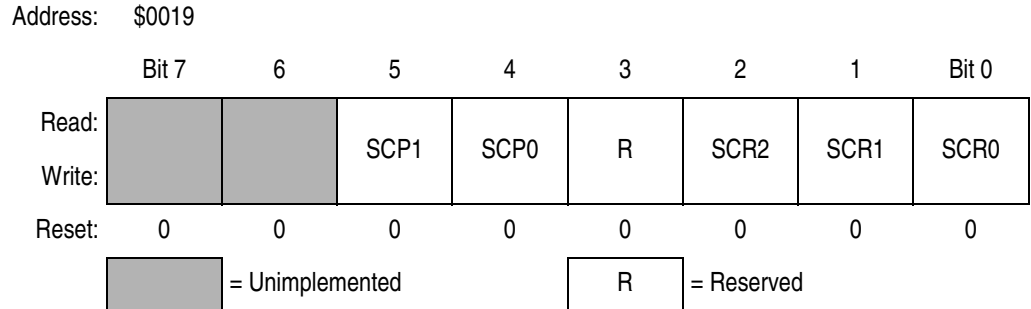 Address: $0019
Bit 7 6 5 4 3 2 1 Bit 0
Read:
SCP1 SCP0 R SCR2 SCR1 SCR0
Write:
Reset: 0 0 0 0 0 0 0 0
= Unimplemented R = Reserved